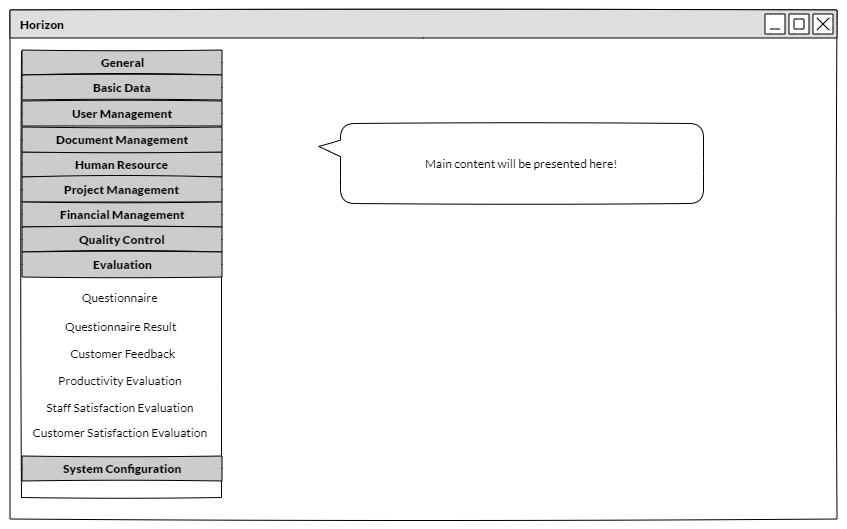 Horizon
General
Basic Data
User Management
Document Management
Human Resource
Project Management
Financial Management
Quality Control
Evaluation
Questionnaire
Questionnaire Result
Customer Feedback
Productivity Evaluation
Staff Satisfaction Evaluation
Customer Satisfaction Evaluation
System Configuration
Main content will be presented here!